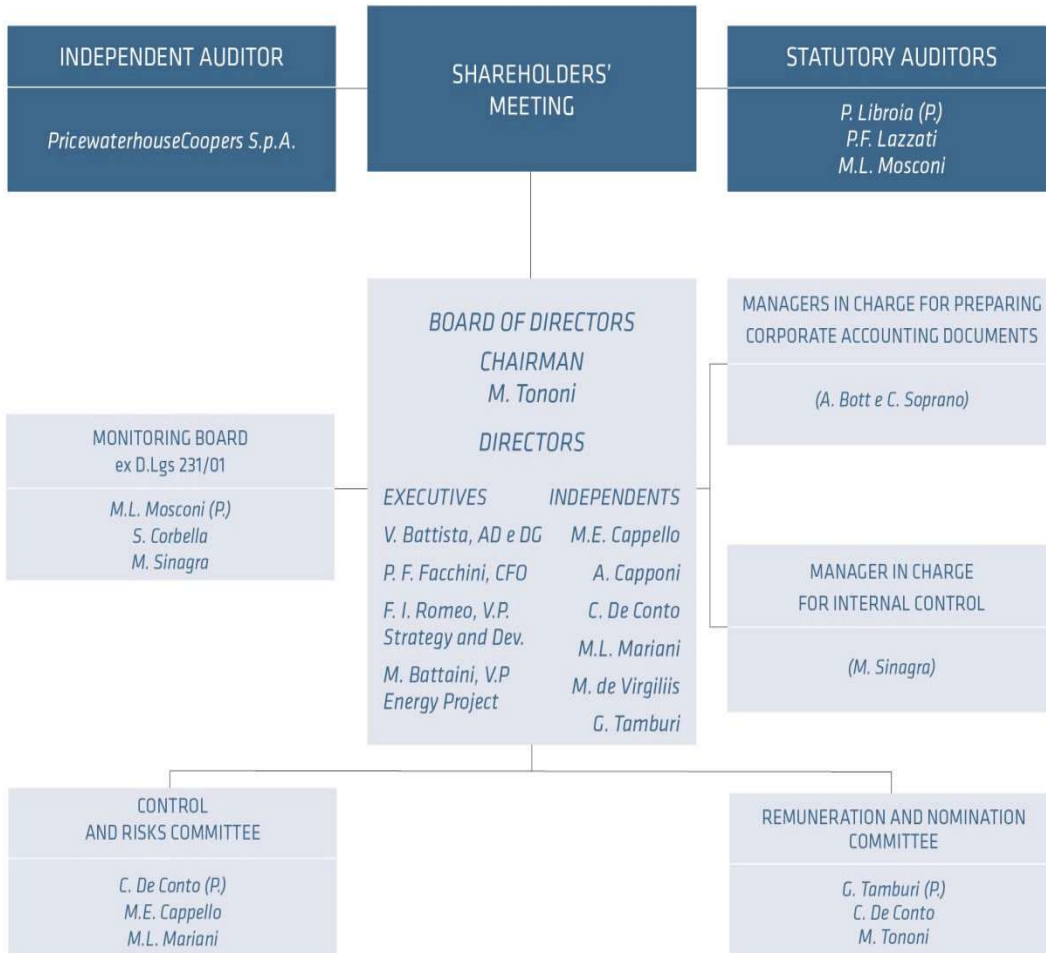 INDEPENDENT AUDITOR
PricewaterhouseCoopers S.p.A.
SHAREHOLDERS'
MEETING
STATUTORY AUDITORS
P. Libroia (P.)
P.F. Lazzati
M.L. Mosconi
BOARD OF DIRECTORS
CHAIRMAN
M. Tononi
DIRECTORS
EXECUTIVES
V. Battista, AD e DG
P. F. Facchini, CFO
F. I. Romeo, V.P.
Strategy and Dev.
M. Battaini, V.P
Energy Project
INDEPENDENTS
M.E. Cappello
A. Capponi
C. De Conto
M.L. Mariani
M. de Virgiliis
G. Tamburi
MONITORING BOARD
ex D.Lgs 231/01
M.L. Mosconi (P.)
S. Corbella
M. Sinagra
MANAGERS IN CHARGE FOR PREPARING
CORPORATE ACCOUNTING DOCUMENTS
(A. Bott e C. Soprano)
MANAGER IN CHARGE
FOR INTERNAL CONTROL
(M. Sinagra)
CONTROL
AND RISKS COMMITTEE
C. De Conto (P.)
M.E. Cappello
M.L. Mariani
REMUNERATION AND NOMINATION
COMMITTEE
G. Tamburi (P.)
C. De Conto
M. Tononi